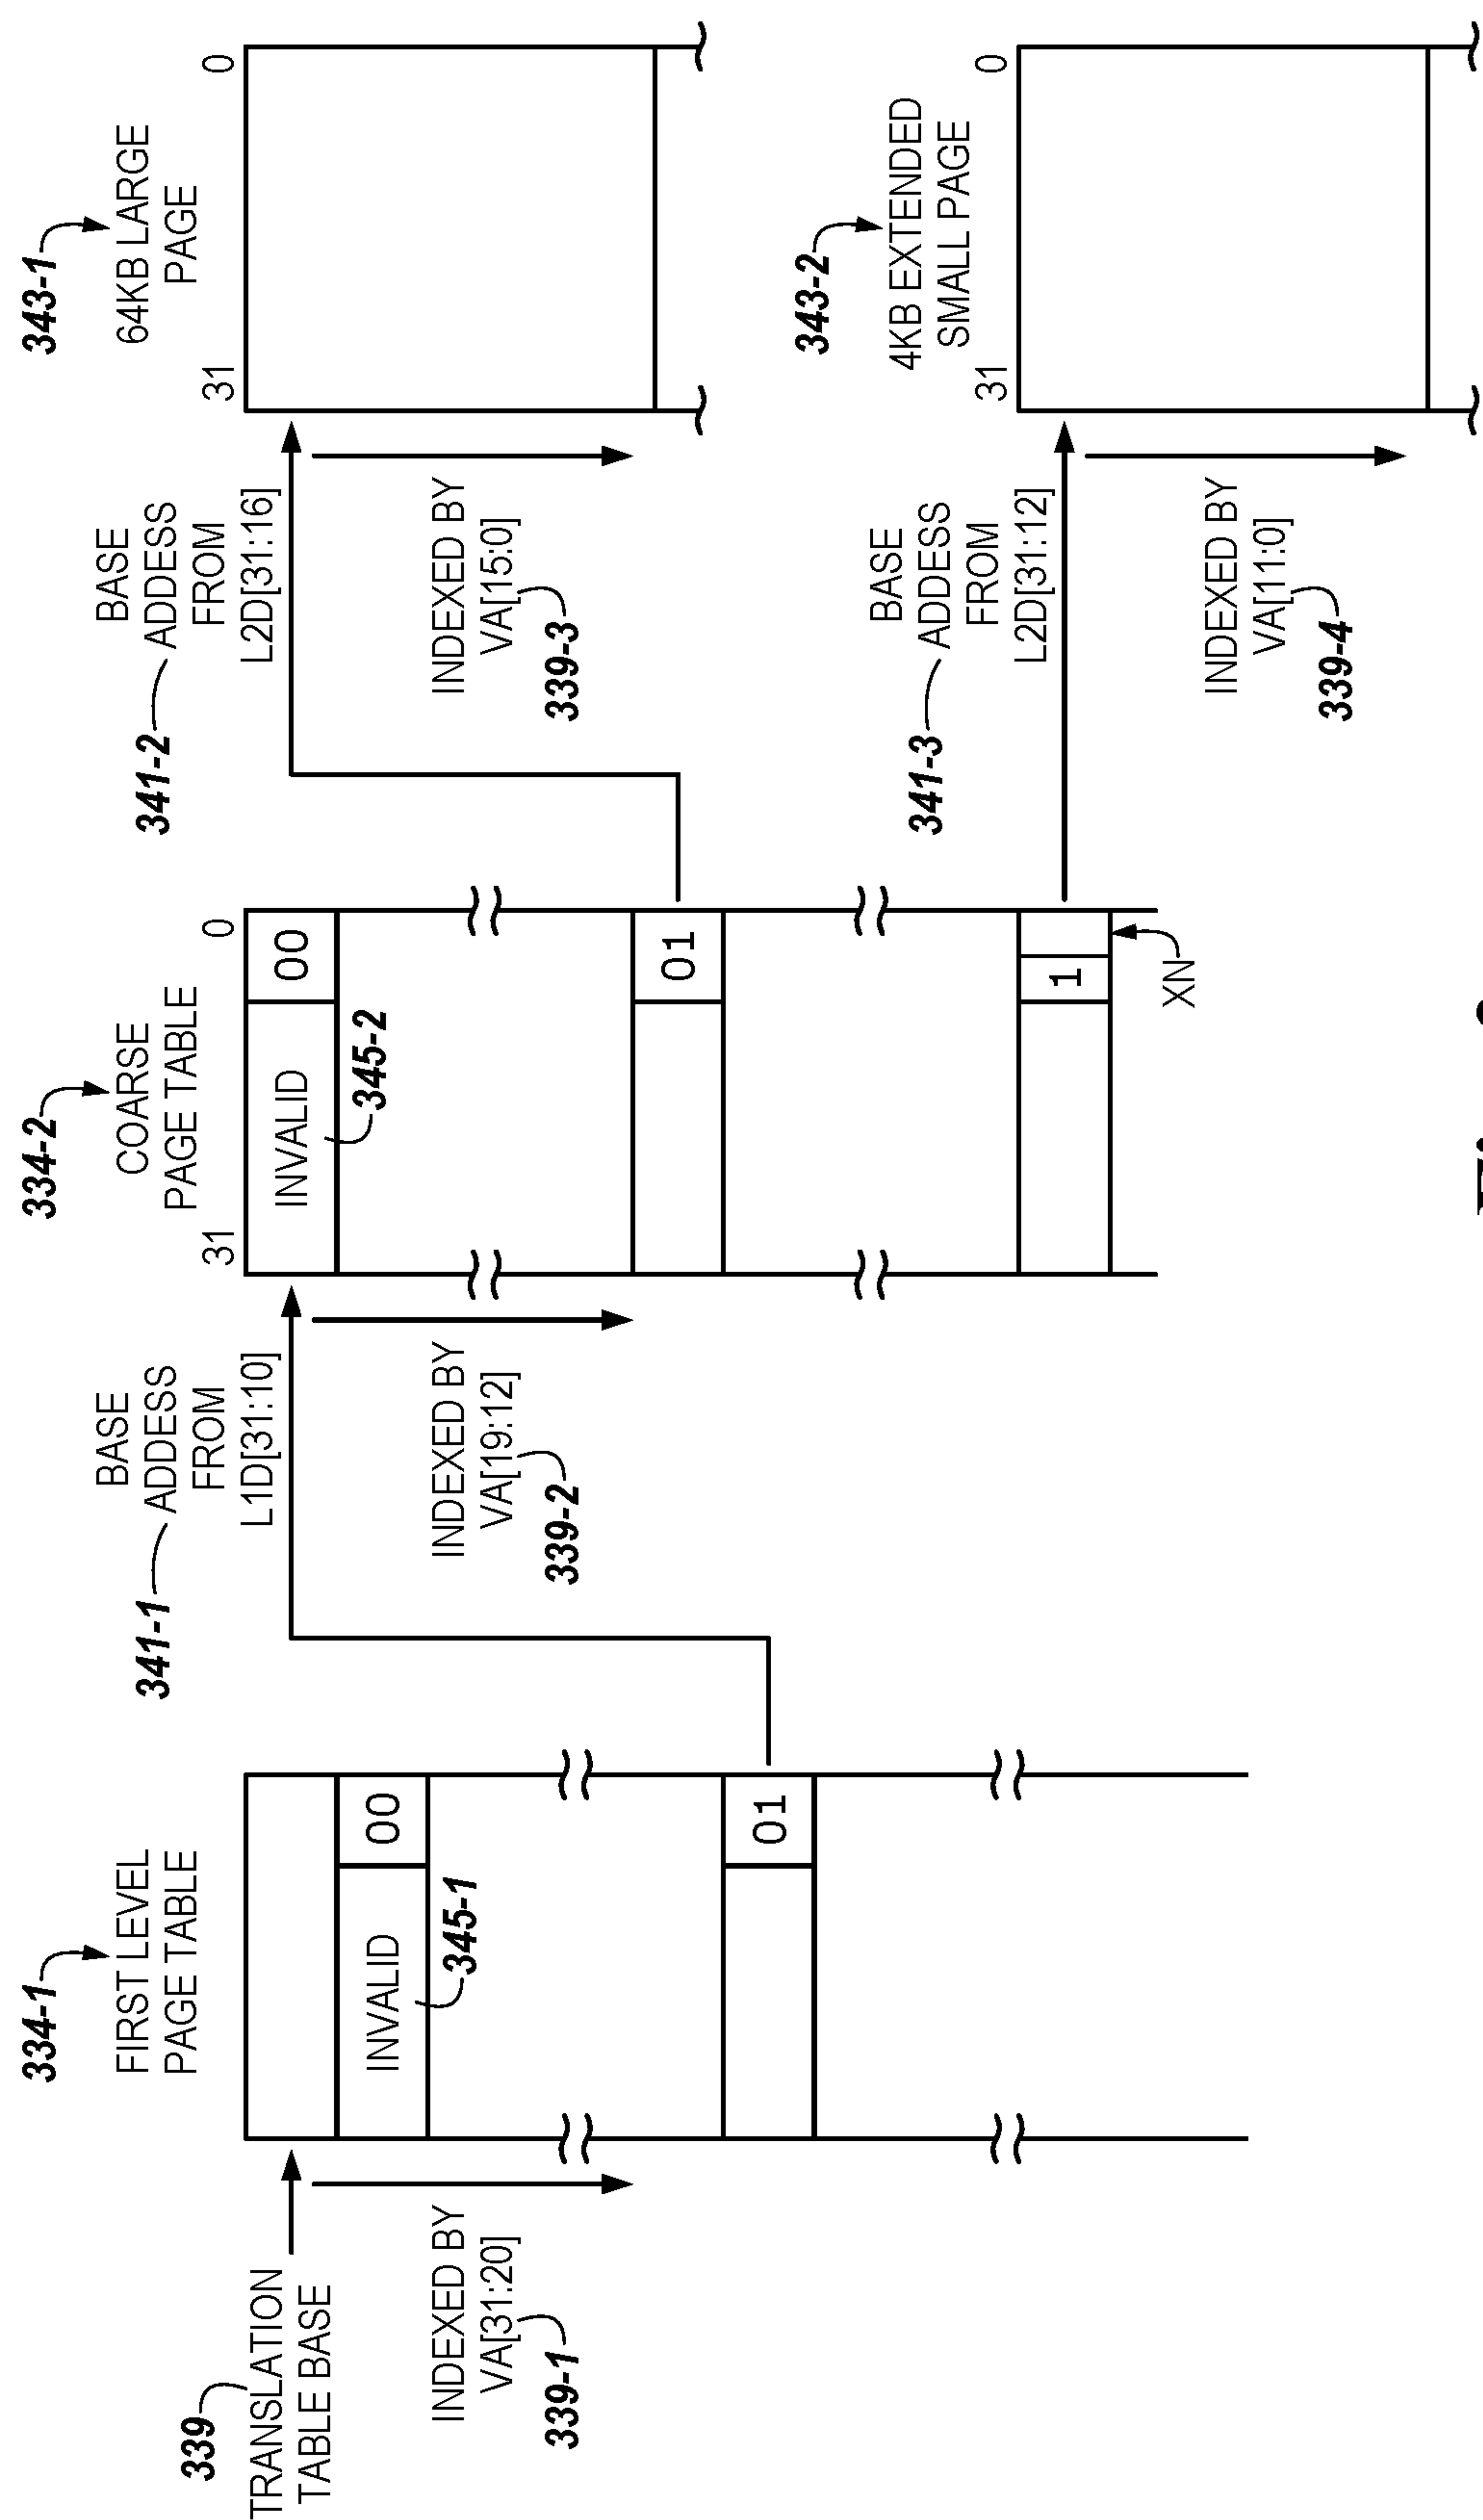 334-1
FIRST LEVEL
PAGE TABLE
339
TRANSLATION
TABLE BASE
INDEXED BY
VA[31:20]
339-1
INVALID
00
345-1
01
341-1
BASE
ADDESS
FROM
L1D[31:10]
INDEXED BY
VA[19:12]
339-2
334-2
COARSE
PAGE TABLE
31
0
INVALID
00
345-2
01
1
XN
341-2
BASE
ADDESS
FROM
L2D[31:16]
INDEXED BY
VA[15:0]
339-3
343-1
64KB LARGE
PAGE
31
0
341-3
BASE
ADDESS
FROM
L2D[31:12]
INDEXED BY
VA[11:0]
339-4
343-2
4KB EXTENDED
SMALL PAGE
31
0